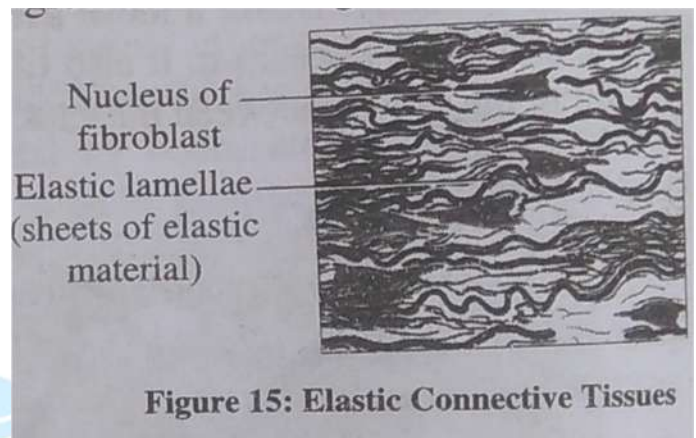 Nucleus of
fibroblast
Elastic lamellae
(sheets of elastic
material)
Figure 15: Elastic Connective Tissues